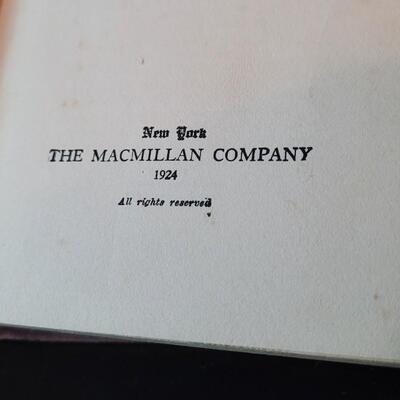 New York
THE MACMILLAN COMPANY
1924
All rights reserved